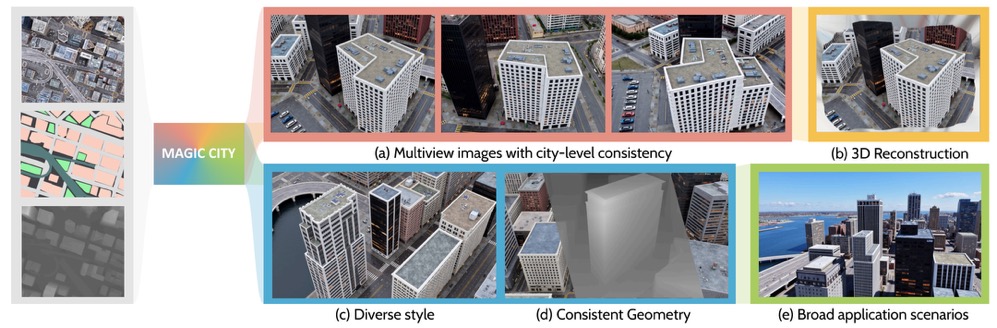 MAGIC CITY
(a) Multiview images with city-level consistency
(b) 3D Reconstruction
(c) Diverse style
(d) Consistent Geometry
(e) Broad application scenarios